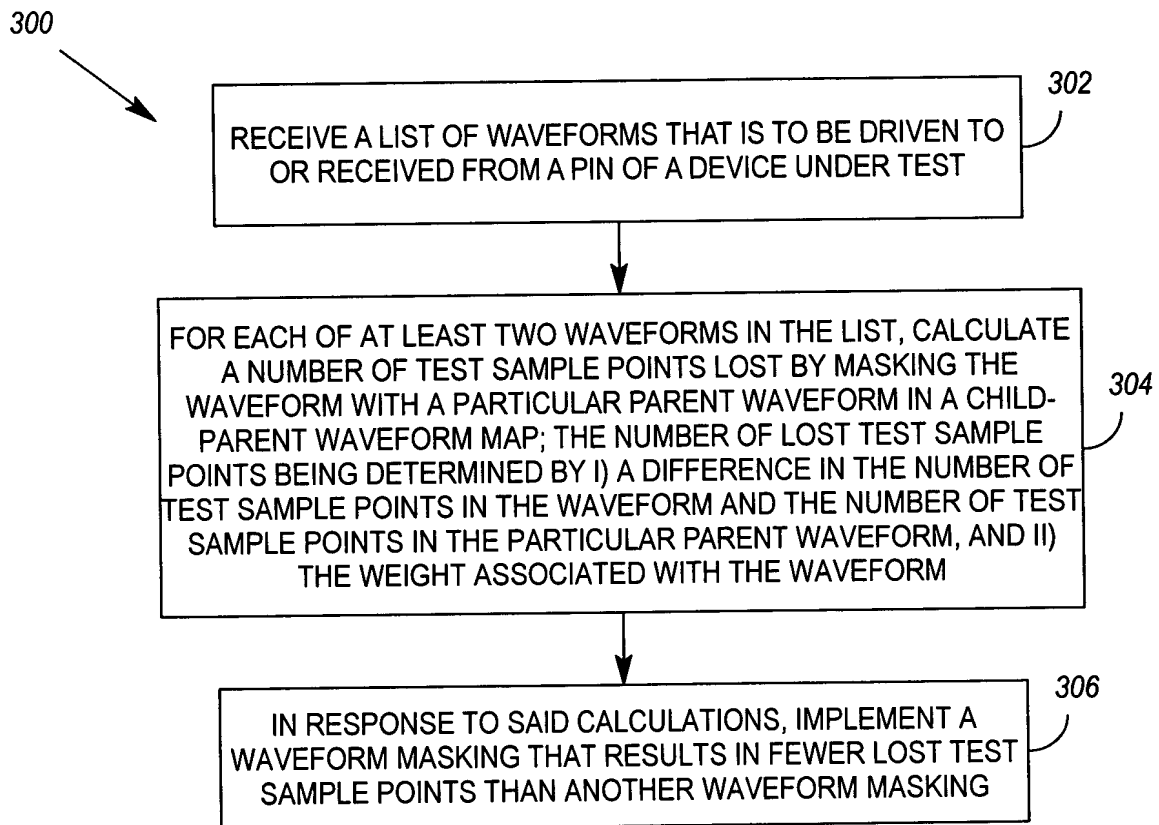 300
302
RECEIVE A LIST OF WAVEFORMS THAT IS TO BE DRIVEN TO
OR RECEIVED FROM A PIN OF A DEVICE UNDER TEST
FOR EACH OF AT LEAST TWO WAVEFORMS IN THE LIST, CALCULATE
A NUMBER OF TEST SAMPLE POINTS LOST BY MASKING THE
WAVEFORM WITH A PARTICULAR PARENT WAVEFORM IN A CHILD-
PARENT WAVEFORM MAP; THE NUMBER OF LOST TEST SAMPLE
POINTS BEING DETERMINED BY I) A DIFFERENCE IN THE NUMBER OF
TEST SAMPLE POINTS IN THE WAVEFORM AND THE NUMBER OF TEST
SAMPLE POINTS IN THE PARTICULAR PARENT WAVEFORM, AND II)
THE WEIGHT ASSOCIATED WITH THE WAVEFORM
304
306
IN RESPONSE TO SAID CALCULATIONS, IMPLEMENT A
WAVEFORM MASKING THAT RESULTS IN FEWER LOST TEST
SAMPLE POINTS THAN ANOTHER WAVEFORM MASKING